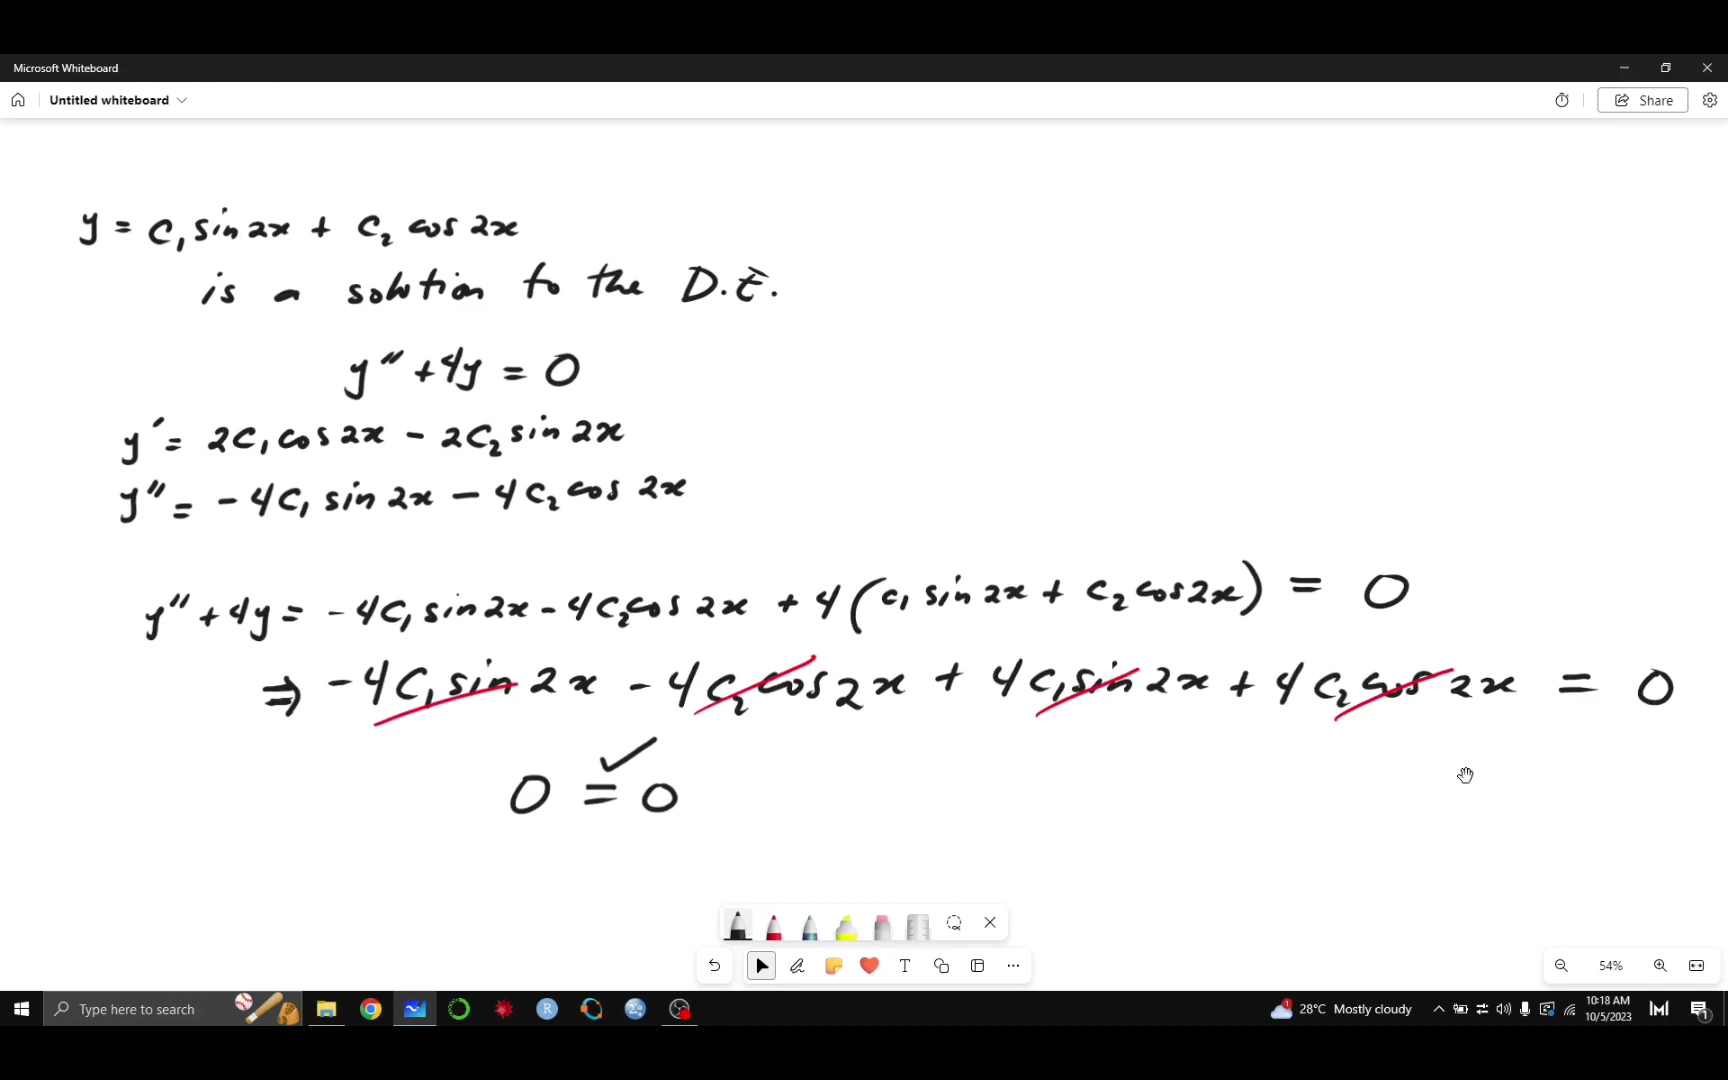 Microsoft Whiteboard
Untitled whiteboard
Share
y = c₁ sin 2x + c₂ cos 2x
is a solution to the D.E.
y″ + 4y = 0
y′ = 2c₁ cos 2x - 2c₂ sin 2x
y″ = -4c₁ sin 2x - 4c₂ cos 2x
y″ + 4y = -4c₁ sin 2x - 4c₂ cos 2x + 4(c₁ sin 2x + c₂ cos 2x) = 0
⇒ -4c₁ sin 2x - 4c₂ cos 2x + 4c₁ sin 2x + 4c₂ cos 2x = 0
0 = 0 ✓
54%
Type here to search
28°C Mostly cloudy
10:18 AM
10/5/2023